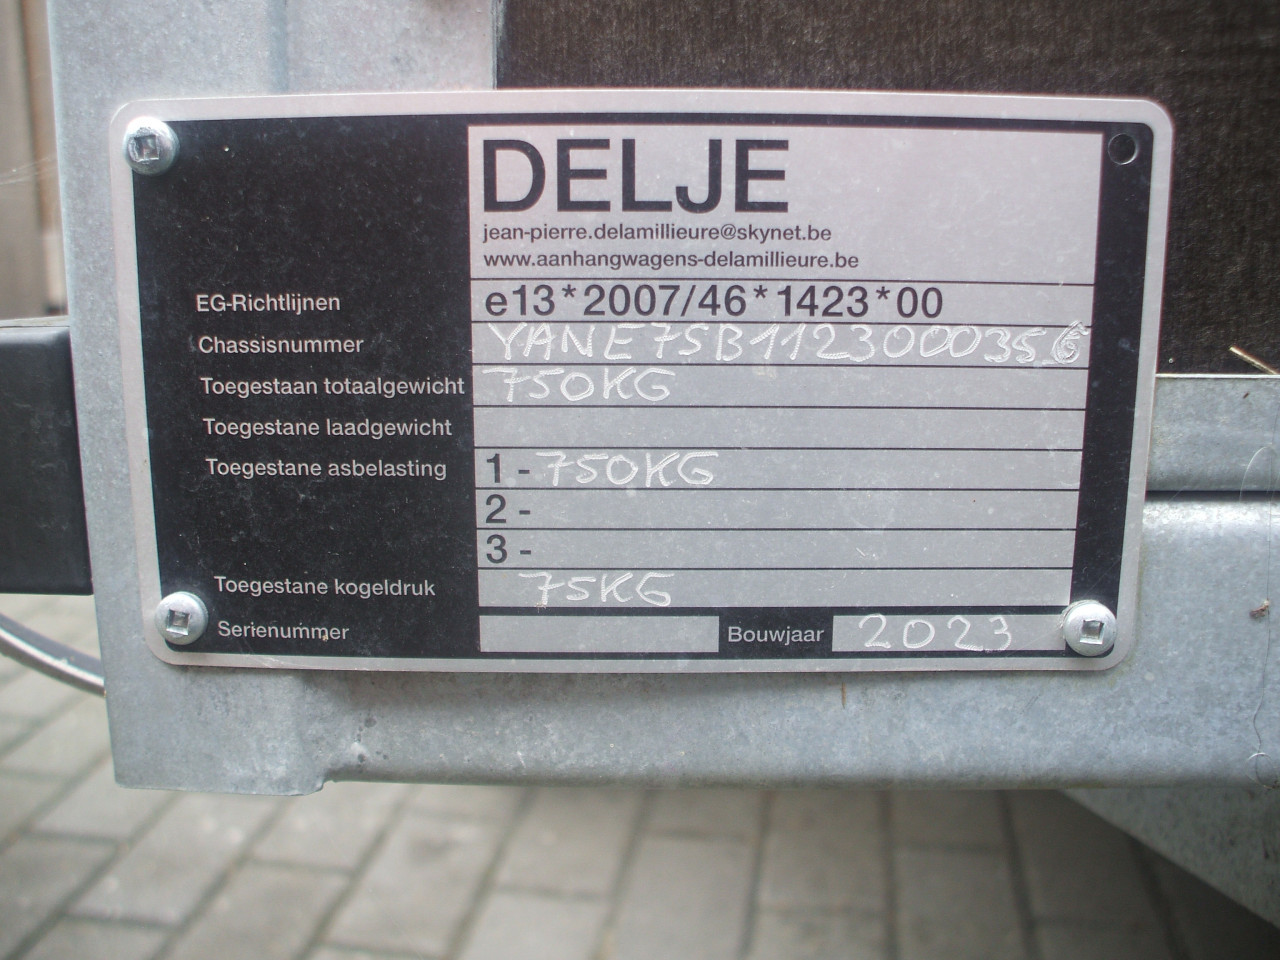 DELJE
jean-pierre.delamillieure@skynet.be
www.aanhangwagens-delamillieure.be
EG-Richtlijnen e13*2007/46*1423*00
Chassisnummer YANE75B1123000356
Toegestaan totaalgewicht 750KG
Toegestane laadgewicht
Toegestane asbelasting 1 - 750KG
2 -
3 -
Toegestane kogeldruk 75KG
Serienummer Bouwjaar 2023